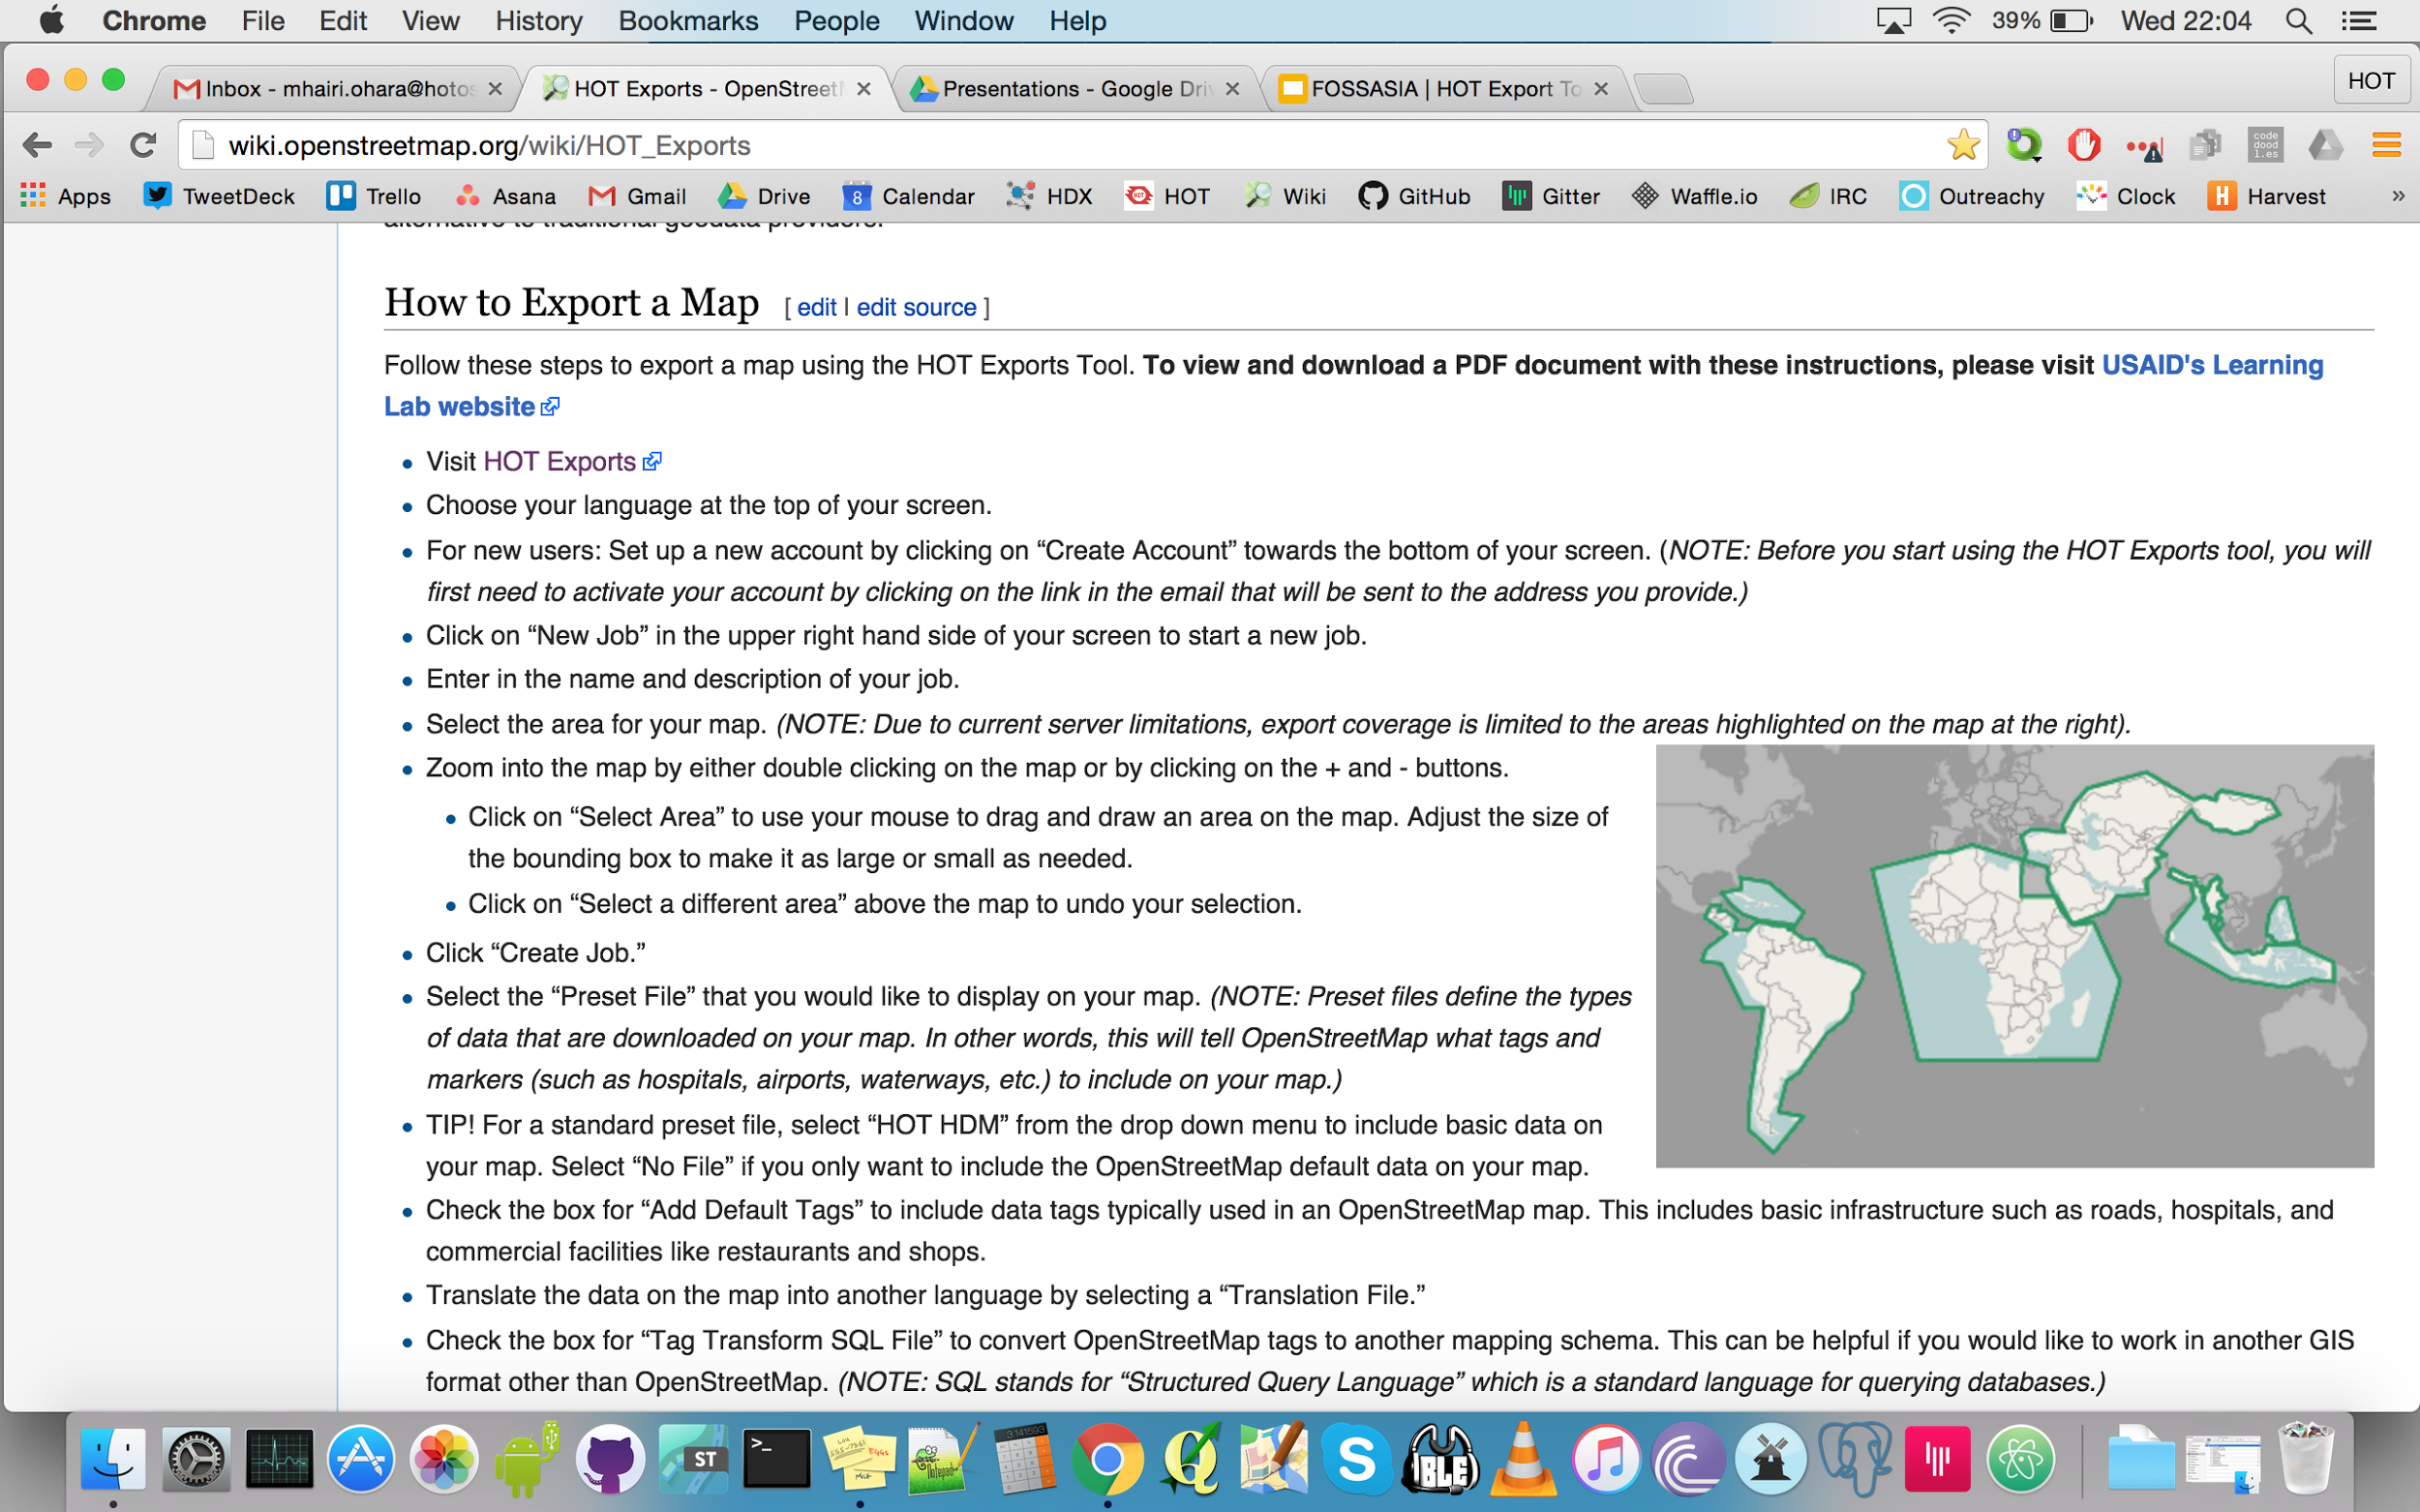 Chrome File Edit View History Bookmarks People Window Help 39% Wed 22:04
Inbox - mhairi.ohara@hotos HOT Exports - OpenStreetM Presentations - Google Driv FOSSASIA | HOT Export To HOT
wiki.openstreetmap.org/wiki/HOT_Exports code dood l.es
Apps TweetDeck Trello Asana Gmail Drive 8 Calendar HDX HOT Wiki GitHub Gitter Waffle.io IRC Outreachy Clock H Harvest »
alternative to traditional geodata providers.
How to Export a Map [ edit | edit source ]
Follow these steps to export a map using the HOT Exports Tool. To view and download a PDF document with these instructions, please visit USAID's Learning
Lab website
• Visit HOT Exports
• Choose your language at the top of your screen.
• For new users: Set up a new account by clicking on “Create Account” towards the bottom of your screen. (NOTE: Before you start using the HOT Exports tool, you will
first need to activate your account by clicking on the link in the email that will be sent to the address you provide.)
• Click on “New Job” in the upper right hand side of your screen to start a new job.
• Enter in the name and description of your job.
• Select the area for your map. (NOTE: Due to current server limitations, export coverage is limited to the areas highlighted on the map at the right).
• Zoom into the map by either double clicking on the map or by clicking on the + and - buttons.
• Click on “Select Area” to use your mouse to drag and draw an area on the map. Adjust the size of
the bounding box to make it as large or small as needed.
• Click on “Select a different area” above the map to undo your selection.
• Click “Create Job.”
• Select the “Preset File” that you would like to display on your map. (NOTE: Preset files define the types
of data that are downloaded on your map. In other words, this will tell OpenStreetMap what tags and
markers (such as hospitals, airports, waterways, etc.) to include on your map.)
• TIP! For a standard preset file, select “HOT HDM” from the drop down menu to include basic data on
your map. Select “No File” if you only want to include the OpenStreetMap default data on your map.
• Check the box for “Add Default Tags” to include data tags typically used in an OpenStreetMap map. This includes basic infrastructure such as roads, hospitals, and
commercial facilities like restaurants and shops.
• Translate the data on the map into another language by selecting a “Translation File.”
• Check the box for “Tag Transform SQL File” to convert OpenStreetMap tags to another mapping schema. This can be helpful if you would like to work in another GIS
format other than OpenStreetMap. (NOTE: SQL stands for “Structured Query Language” which is a standard language for querying databases.)
ST >_ EGGS MILK Notepad S IBLE